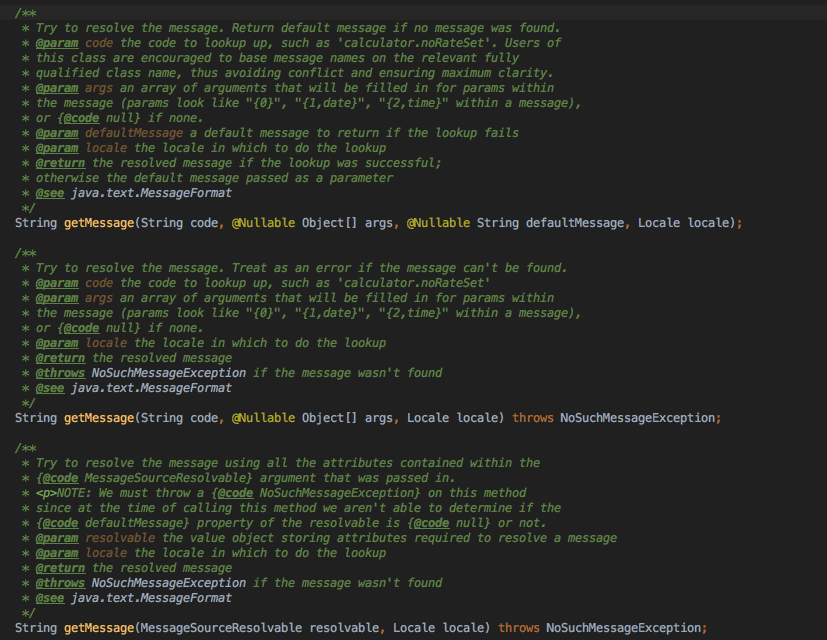 /**
 * Try to resolve the message. Return default message if no message was found.
 * @param code the code to lookup up, such as 'calculator.noRateSet'. Users of
 * this class are encouraged to base message names on the relevant fully
 * qualified class name, thus avoiding conflict and ensuring maximum clarity.
 * @param args an array of arguments that will be filled in for params within
 * the message (params look like "{0}", "{1,date}", "{2,time}" within a message),
 * or {@code null} if none.
 * @param defaultMessage a default message to return if the lookup fails
 * @param locale the locale in which to do the lookup
 * @return the resolved message if the lookup was successful;
 * otherwise the default message passed as a parameter
 * @see java.text.MessageFormat
 */
String getMessage(String code, @Nullable Object[] args, @Nullable String defaultMessage, Locale locale);
/**
 * Try to resolve the message. Treat as an error if the message can't be found.
 * @param code the code to lookup up, such as 'calculator.noRateSet'
 * @param args an array of arguments that will be filled in for params within
 * the message (params look like "{0}", "{1,date}", "{2,time}" within a message),
 * or {@code null} if none.
 * @param locale the locale in which to do the lookup
 * @return the resolved message
 * @throws NoSuchMessageException if the message wasn't found
 * @see java.text.MessageFormat
 */
String getMessage(String code, @Nullable Object[] args, Locale locale) throws NoSuchMessageException;
/**
 * Try to resolve the message using all the attributes contained within the
 * {@code MessageSourceResolvable} argument that was passed in.
 * <p>NOTE: We must throw a {@code NoSuchMessageException} on this method
 * since at the time of calling this method we aren't able to determine if the
 * {@code defaultMessage} property of the resolvable is {@code null} or not.
 * @param resolvable the value object storing attributes required to resolve a message
 * @param locale the locale in which to do the lookup
 * @return the resolved message
 * @throws NoSuchMessageException if the message wasn't found
 * @see java.text.MessageFormat
 */
String getMessage(MessageSourceResolvable resolvable, Locale locale) throws NoSuchMessageException;